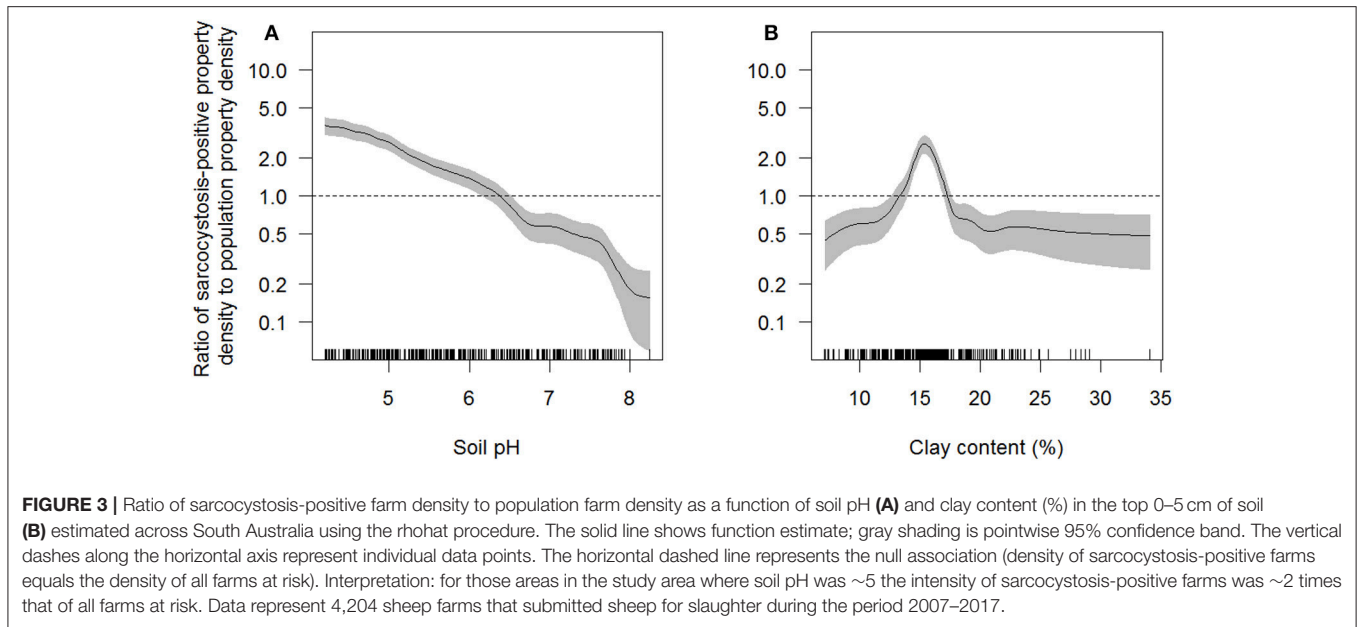 Ratio of sarcocystosis-positive property
density to population property density
A
10.0
5.0
2.0
1.0
0.5
0.2
0.1
5 6 7 8
Soil pH
B
10.0
5.0
2.0
1.0
0.5
0.2
0.1
10 15 20 25 30 35
Clay content (%)
FIGURE 3 | Ratio of sarcocystosis-positive farm density to population farm density as a function of soil pH (A) and clay content (%) in the top 0–5 cm of soil
(B) estimated across South Australia using the rhohat procedure. The solid line shows function estimate; gray shading is pointwise 95% confidence band. The vertical
dashes along the horizontal axis represent individual data points. The horizontal dashed line represents the null association (density of sarcocystosis-positive farms
equals the density of all farms at risk). Interpretation: for those areas in the study area where soil pH was ~5 the intensity of sarcocystosis-positive farms was ~2 times
that of all farms at risk. Data represent 4,204 sheep farms that submitted sheep for slaughter during the period 2007–2017.